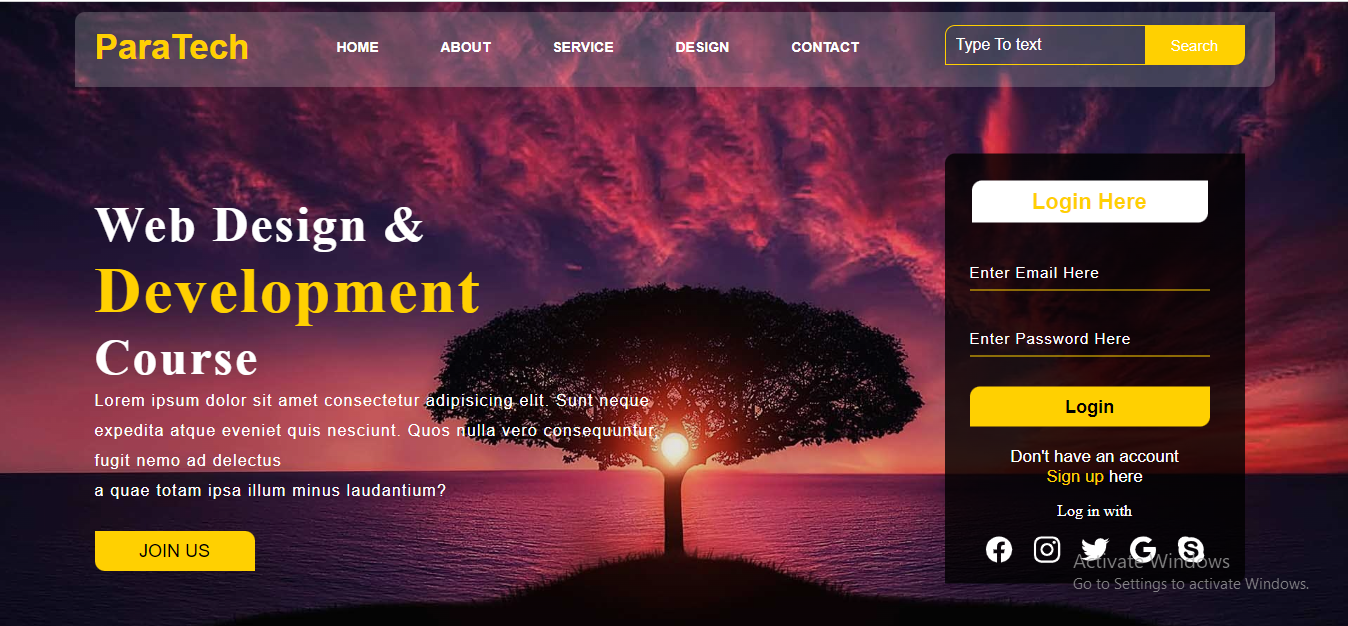 ParaTech
HOME ABOUT SERVICE DESIGN CONTACT
Type To text Search
Web Design &
Development
Course
Lorem ipsum dolor sit amet consectetur adipisicing elit. Sunt neque
expedita atque eveniet quis nesciunt. Quos nulla vero consequuntur,
fugit nemo ad delectus
a quae totam ipsa illum minus laudantium?
JOIN US
Login Here
Enter Email Here
Enter Password Here
Login
Don't have an account
Sign up here
Log in with
Activate Windows
Go to Settings to activate Windows.